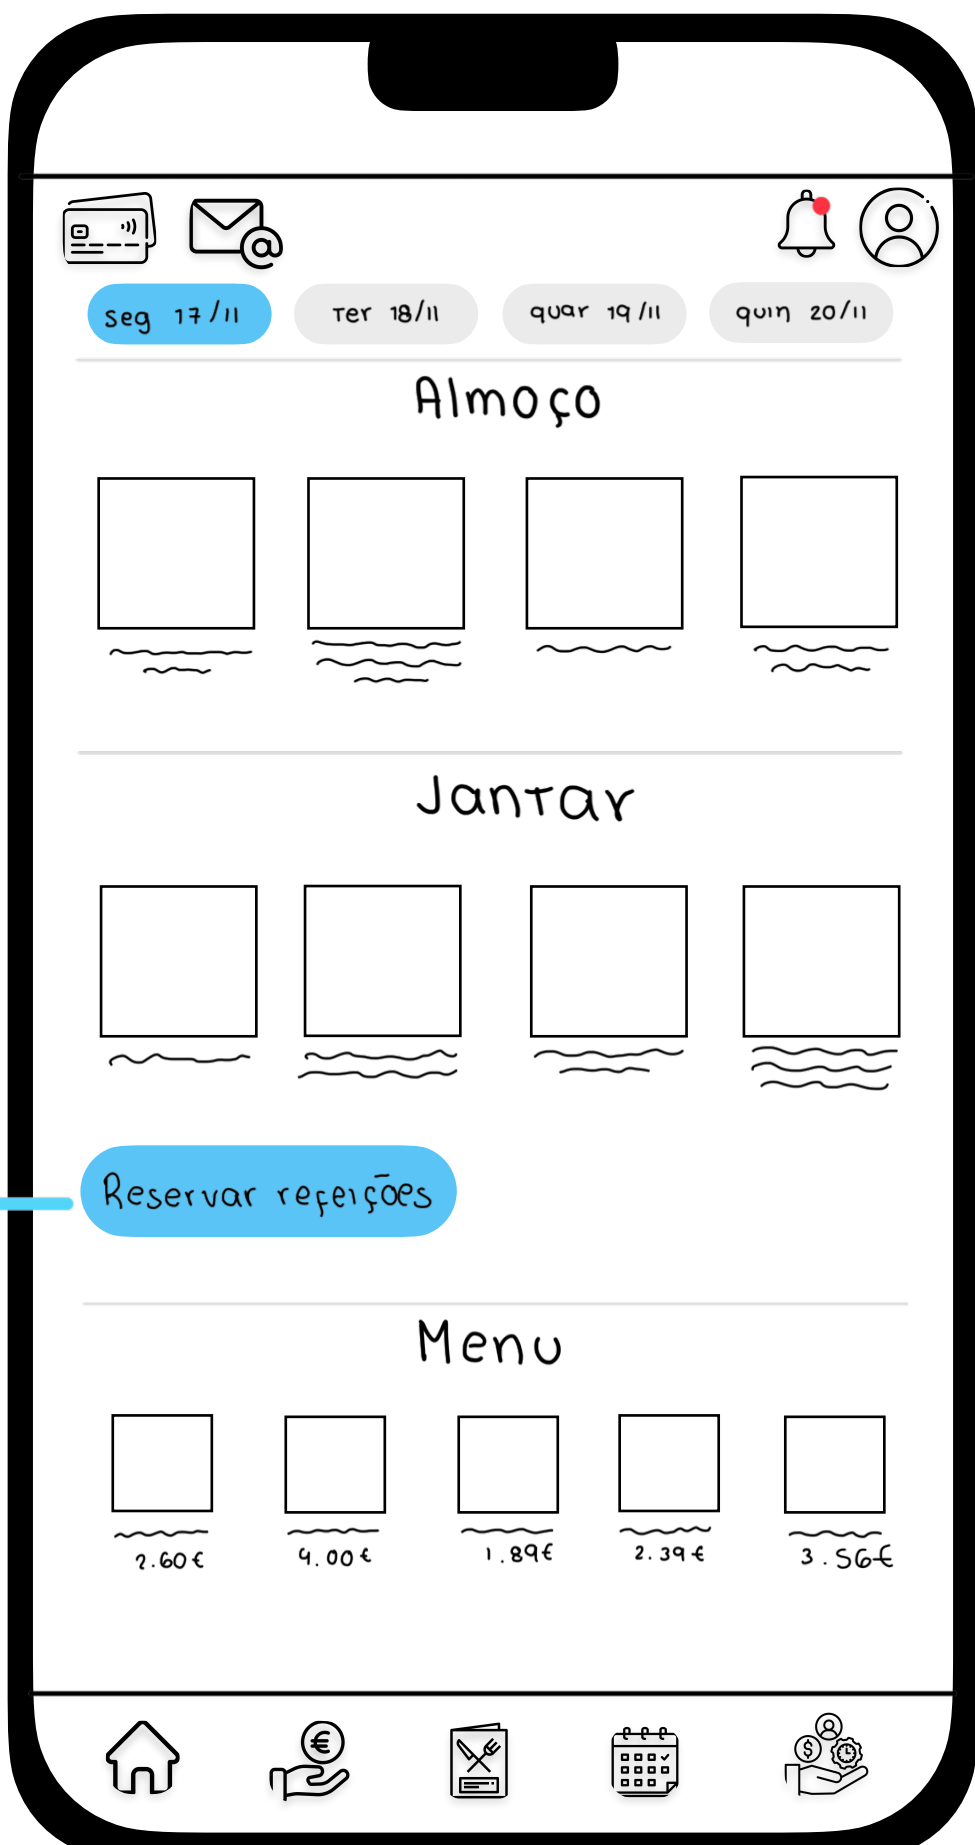 seg 17/11
Ter 18/11
quar 19/11
quin 20/11
Almoço
Jantar
Reservar refeições
Menu
2.60€
4.00€
1.89€
2.39€
3.56€